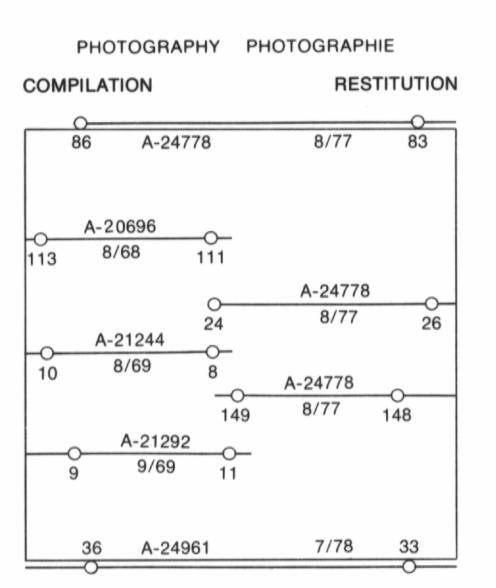 PHOTOGRAPHY PHOTOGRAPHIE
COMPILATION RESTITUTION
86 A-24778 8/77 83
A-20696
113 8/68 111
A-24778
24 8/77 26
A-21244
10 8/69 8
A-24778
149 8/77 148
A-21292
9 9/69 11
36 A-24961 7/78 33